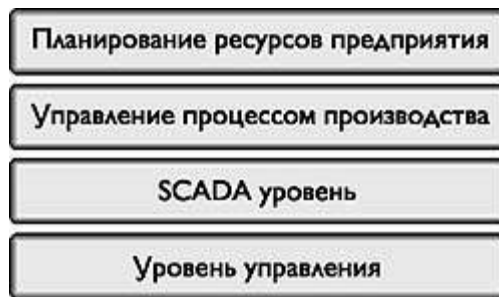 Планирование ресурсов предприятия
Управление процессом производства
SCADA уровень
Уровень управления